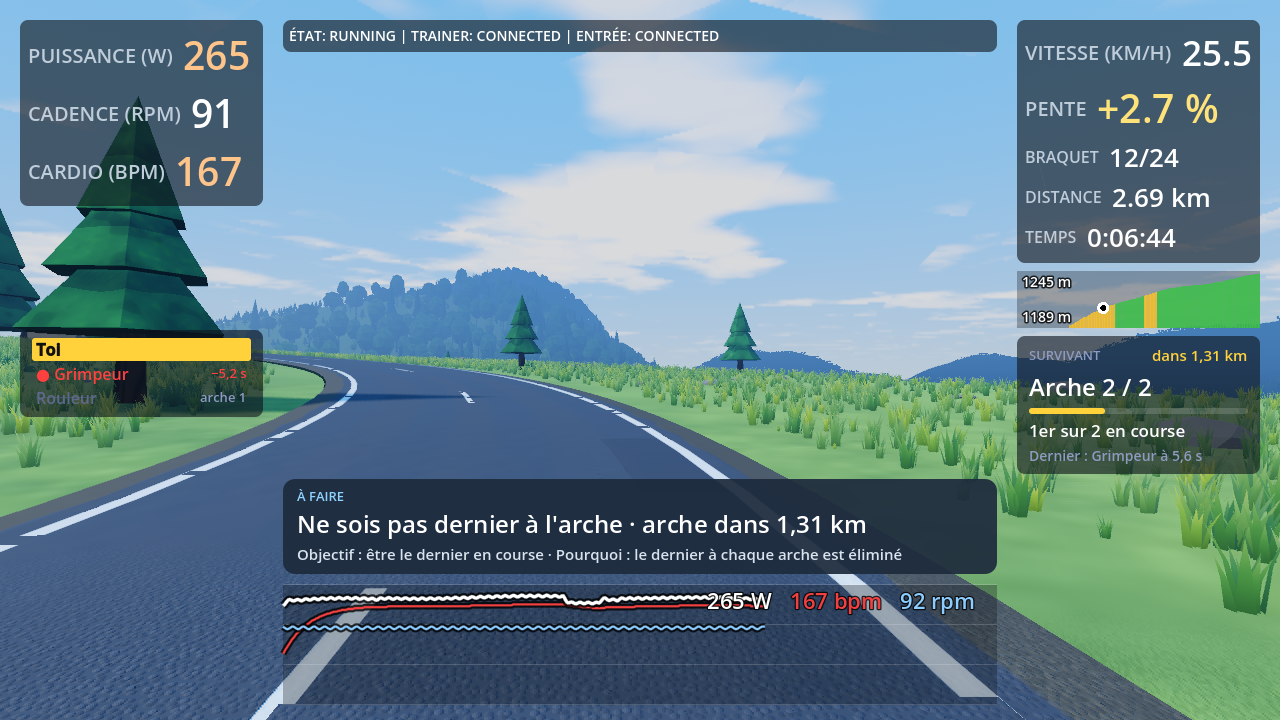 PUISSANCE (W) 265
CADENCE (RPM) 91
CARDIO (BPM) 167
ÉTAT: RUNNING | TRAINER: CONNECTED | ENTRÉE: CONNECTED
VITESSE (KM/H) 25.5
PENTE +2.7 %
BRAQUET 12/24
DISTANCE 2.69 km
TEMPS 0:06:44
1245 m
1189 m
Toi
Grimpeur −5,2 s
Rouleur arche 1
SURVIVANT dans 1,31 km
Arche 2 / 2
1er sur 2 en course
Dernier : Grimpeur à 5,6 s
À FAIRE
Ne sois pas dernier à l'arche · arche dans 1,31 km
Objectif : être le dernier en course · Pourquoi : le dernier à chaque arche est éliminé
265 W 167 bpm 92 rpm